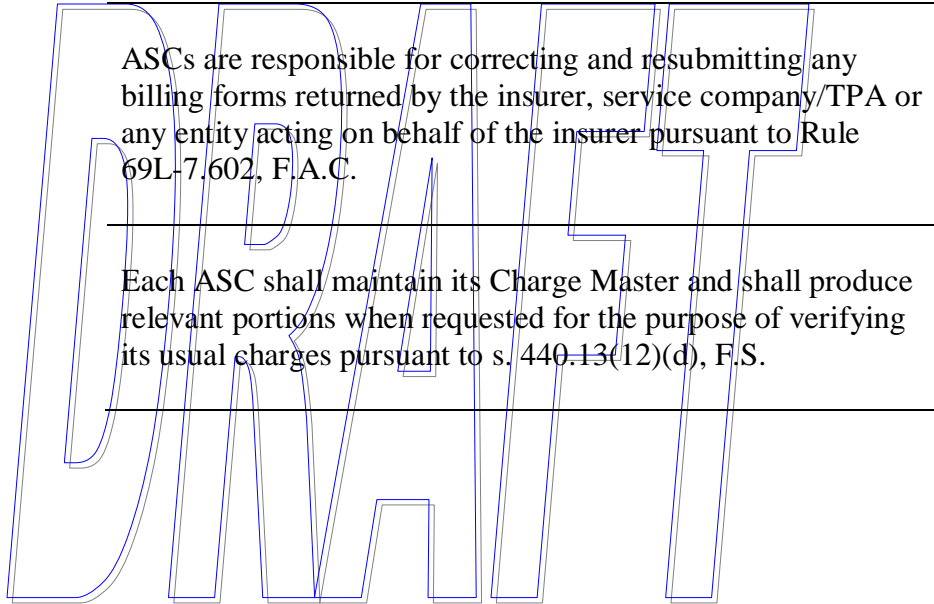 ASCs are responsible for correcting and resubmitting any
billing forms returned by the insurer, service company/TPA or
any entity acting on behalf of the insurer pursuant to Rule
69L-7.602, F.A.C.
Each ASC shall maintain its Charge Master and shall produce
relevant portions when requested for the purpose of verifying
its usual charges pursuant to s. 440.13(12)(d), F.S.
DRAFT